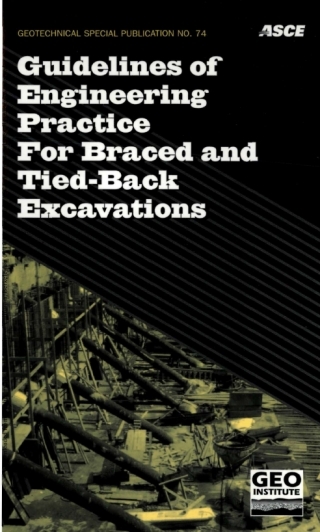 GEOTECHNICAL SPECIAL PUBLICATION NO. 74
ASCE
Guidelines of
Engineering
Practice
For Braced and
Tied-Back
Excavations
GEO
INSTITUTE